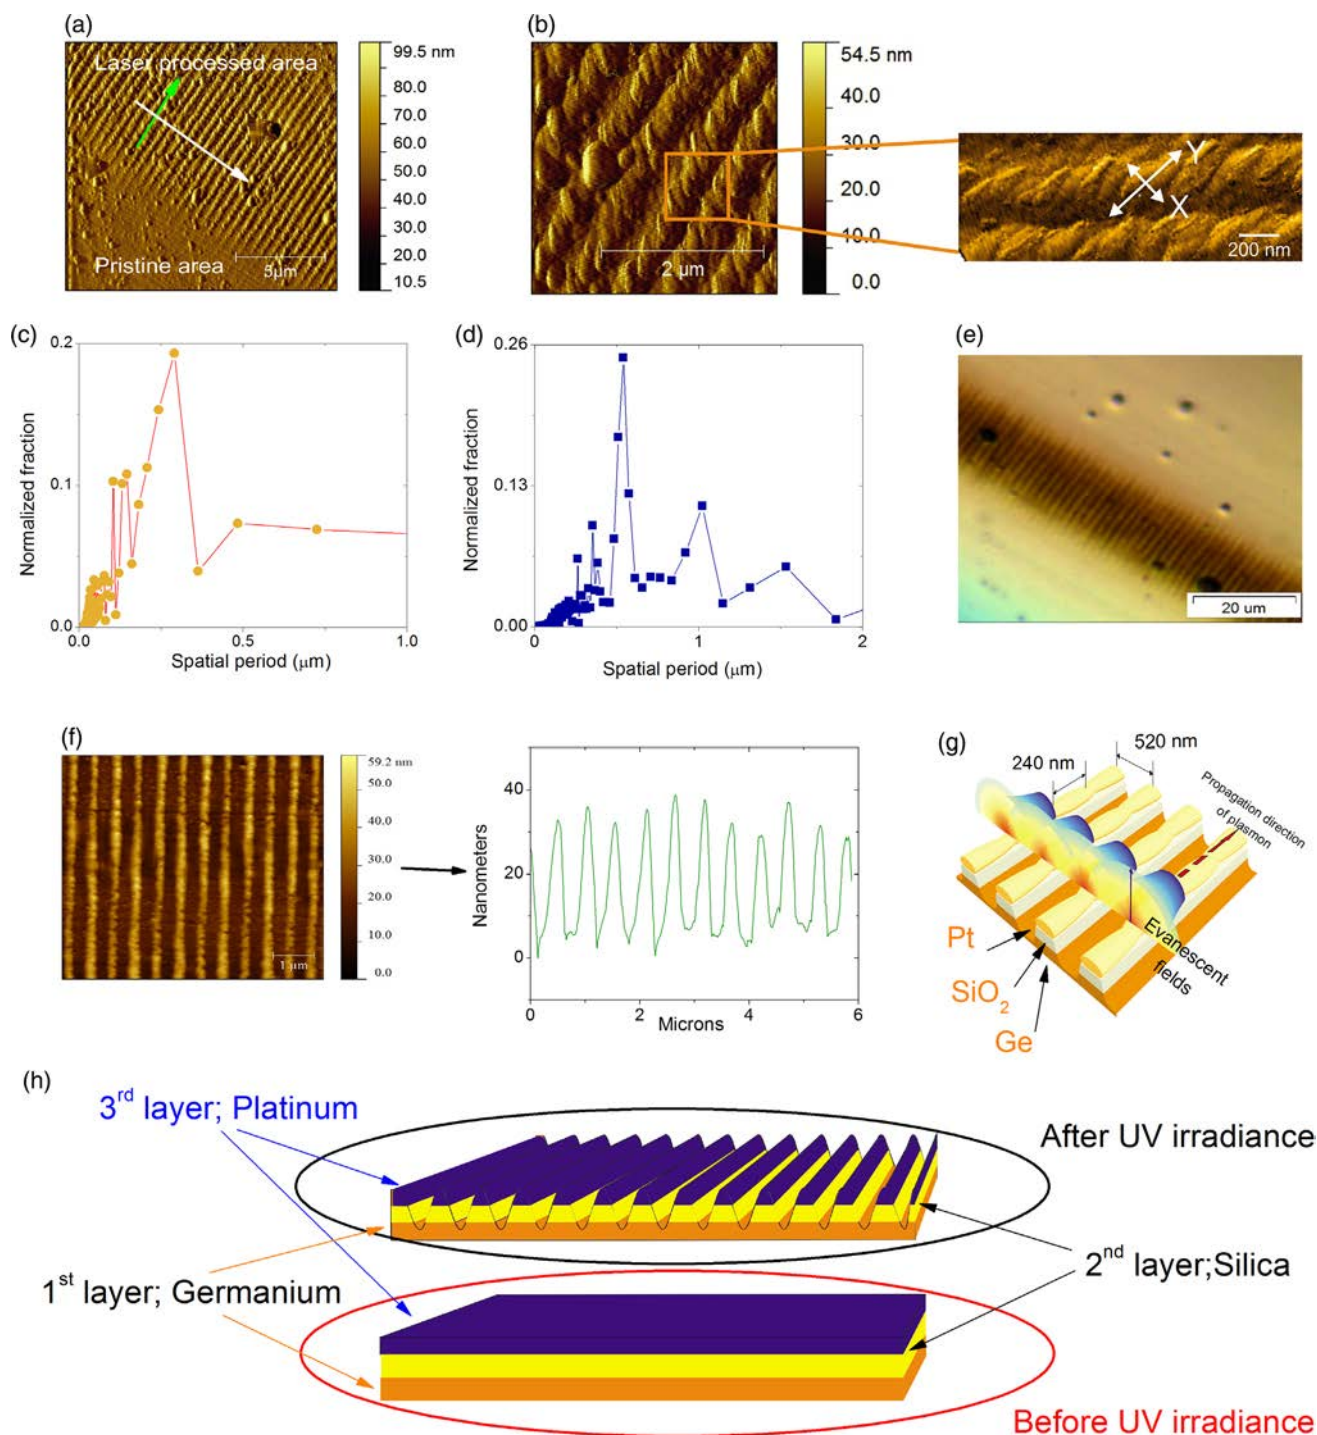 (a)
Laser processed area
Pristine area
5µm
99.5 nm
80.0
70.0
60.0
50.0
40.0
30.0
20.0
10.5
(b)
2 µm
54.5 nm
40.0
30.0
20.0
10.0
0.0
Y
X
200 nm
(c)
0.2
0.1
0.0
0.0
0.5
1.0
Normalized fraction
Spatial period (µm)
(d)
0.26
0.13
0.00
0
1
2
Normalized fraction
Spatial period (µm)
(e)
20 um
(f)
1 µm
59.2 nm
50.0
40.0
30.0
20.0
10.0
0.0
Nanometers
40
20
0
0
2
4
6
Microns
(g)
520 nm
240 nm
Propagation direction
of plasmon
Evanescent
fields
Pt
SiO₂
Ge
(h)
3rd layer; Platinum
After UV irradiance
1st layer; Germanium
2nd layer;Silica
Before UV irradiance